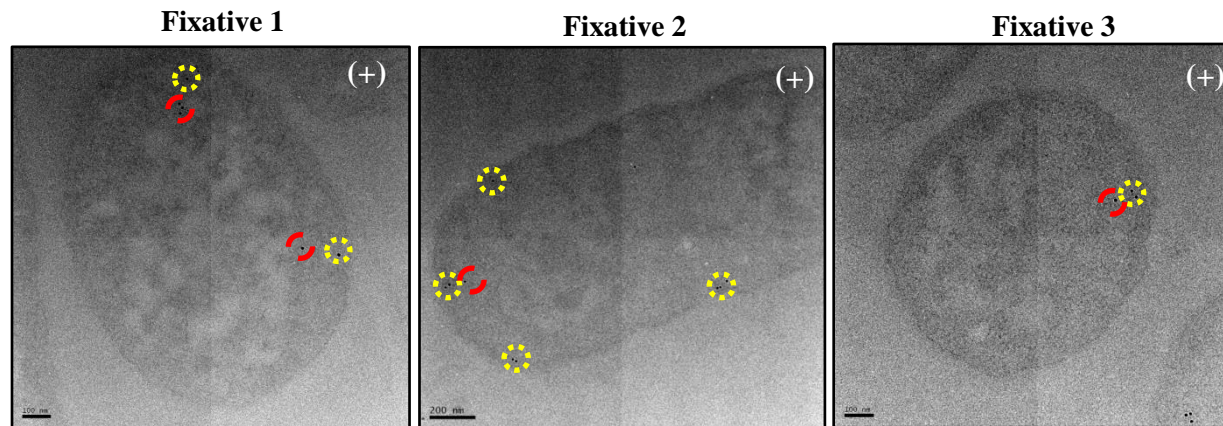 Fixative 1
Fixative 2
Fixative 3
(+)
(+)
(+)
100 nm
200 nm
100 nm